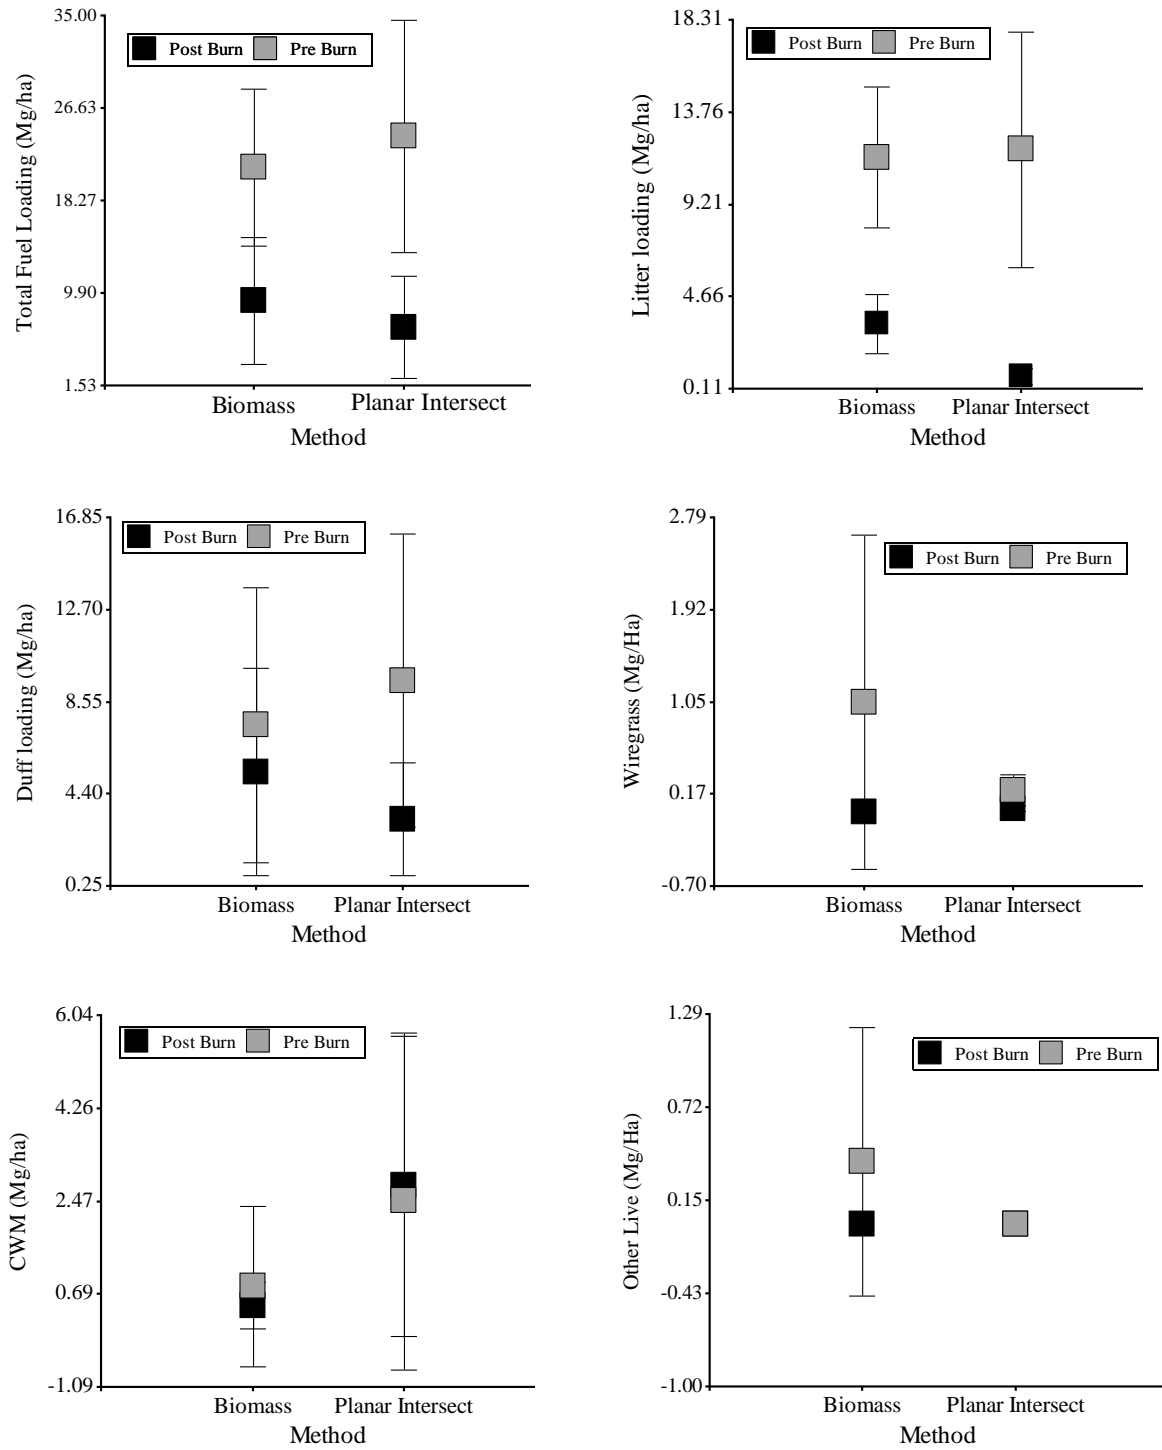 35.00
26.63
18.27
9.90
1.53
Total Fuel Loading (Mg/ha)
Post Burn Pre Burn
Biomass Planar Intersect
Method
18.31
13.76
9.21
4.66
0.11
Litter loading (Mg/ha)
Post Burn Pre Burn
Biomass Planar Intersect
Method
16.85
12.70
8.55
4.40
0.25
Duff loading (Mg/ha)
Post Burn Pre Burn
Biomass Planar Intersect
Method
2.79
1.92
1.05
0.17
-0.70
Wiregrass (Mg/Ha)
Post Burn Pre Burn
Biomass Planar Intersect
Method
6.04
4.26
2.47
0.69
-1.09
CWM (Mg/ha)
Post Burn Pre Burn
Biomass Planar Intersect
Method
1.29
0.72
0.15
-0.43
-1.00
Other Live (Mg/Ha)
Post Burn Pre Burn
Biomass Planar Intersect
Method